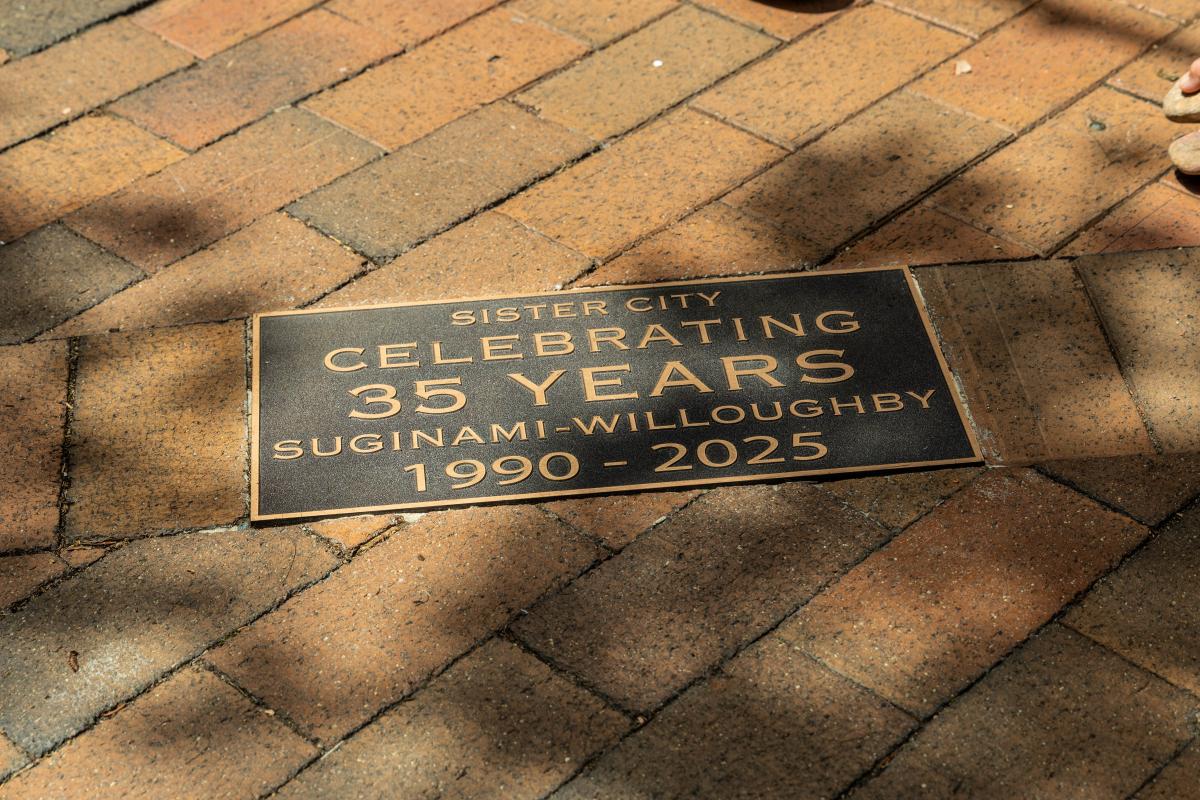 SISTER CITY
CELEBRATING
35 YEARS
SUGINAMI-WILLOUGHBY
1990 - 2025